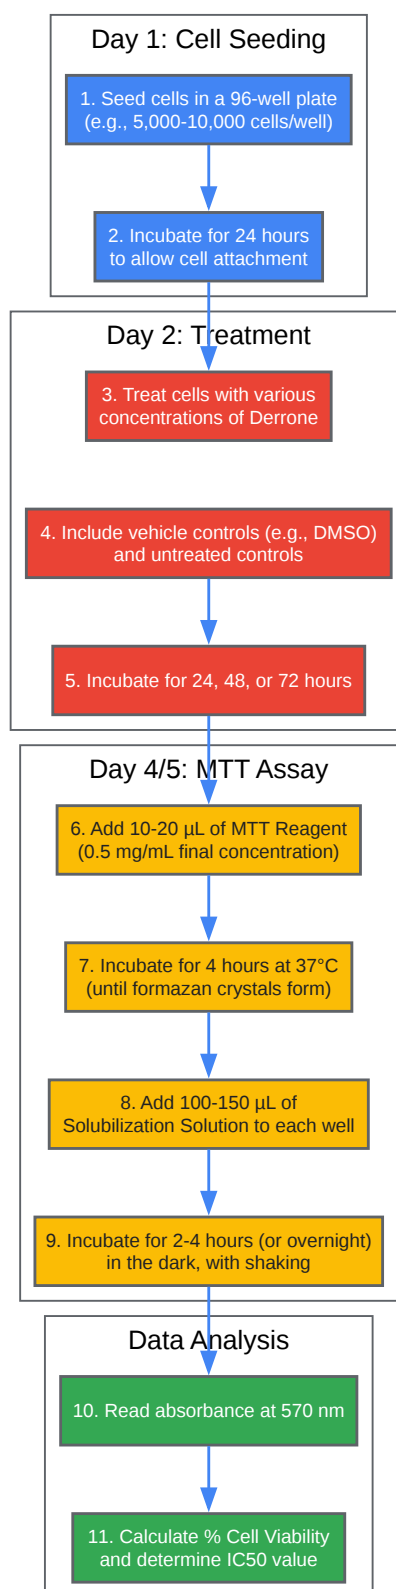 Day 1: Cell Seeding
1. Seed cells in a 96-well plate
(e.g., 5,000-10,000 cells/well)
2. Incubate for 24 hours
to allow cell attachment
Day 2: Treatment
3. Treat cells with various
concentrations of Derrone
4. Include vehicle controls (e.g., DMSO)
and untreated controls
5. Incubate for 24, 48, or 72 hours
Day 4/5: MTT Assay
6. Add 10-20 µL of MTT Reagent
(0.5 mg/mL final concentration)
7. Incubate for 4 hours at 37°C
(until formazan crystals form)
8. Add 100-150 µL of
Solubilization Solution to each well
9. Incubate for 2-4 hours (or overnight)
in the dark, with shaking
Data Analysis
10. Read absorbance at 570 nm
11. Calculate % Cell Viability
and determine IC50 value